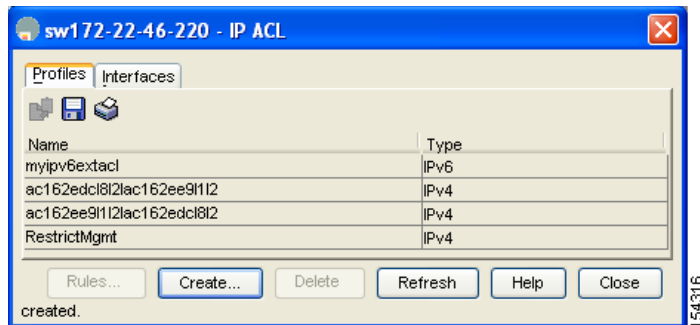 sw172-22-46-220 - IP ACL
Profiles Interfaces
Name Type
myipv6extacl IPv6
ac162edcl8l2lac162ee9l1l2 IPv4
ac162ee9l1l2lac162edcl8l2 IPv4
RestrictMgmt IPv4
Rules... Create... Delete Refresh Help Close
created.
154316